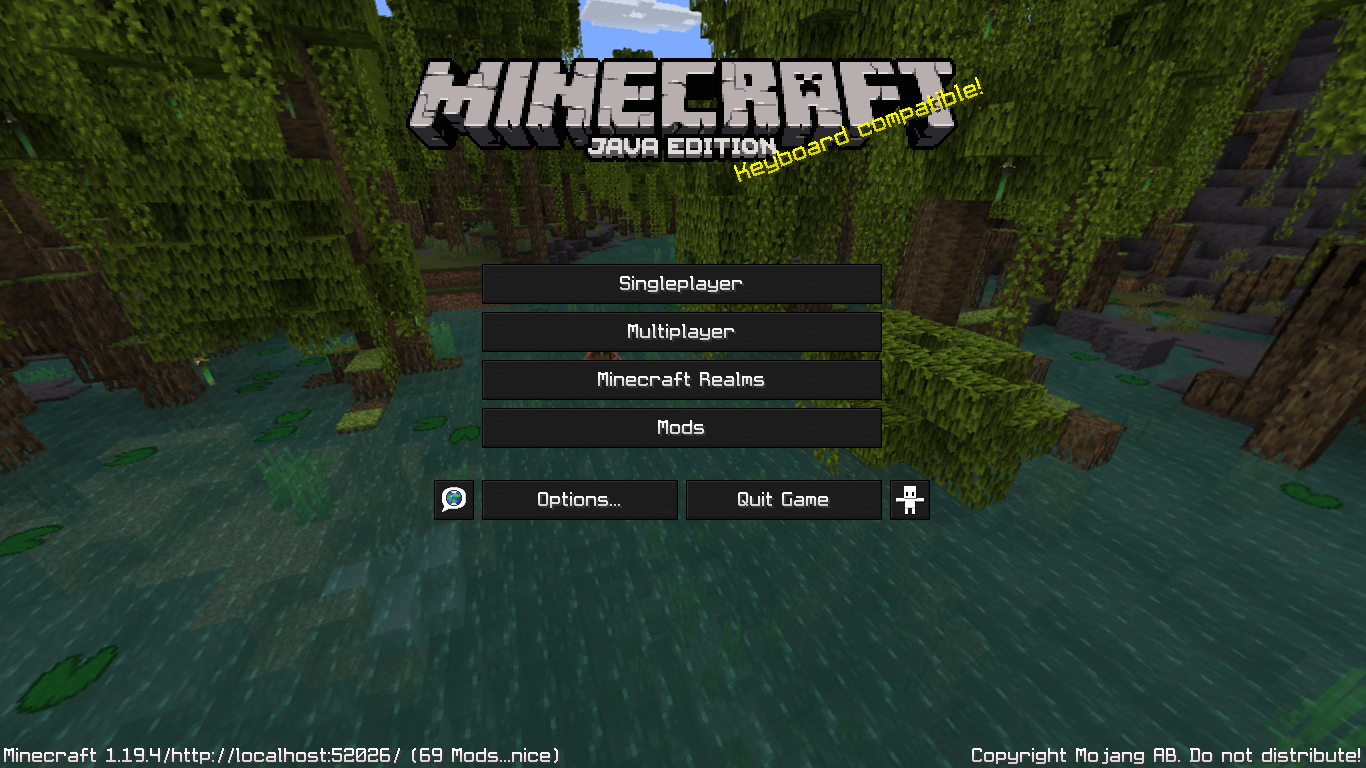 MINECRAFT
JAVA EDITION
Keyboard compatible!
Singleplayer
Multiplayer
Minecraft Realms
Mods
Options...
Quit Game
Minecraft 1.19.4/http://localhost:52026/ (69 Mods...nice)
Copyright Mojang AB. Do not distribute!